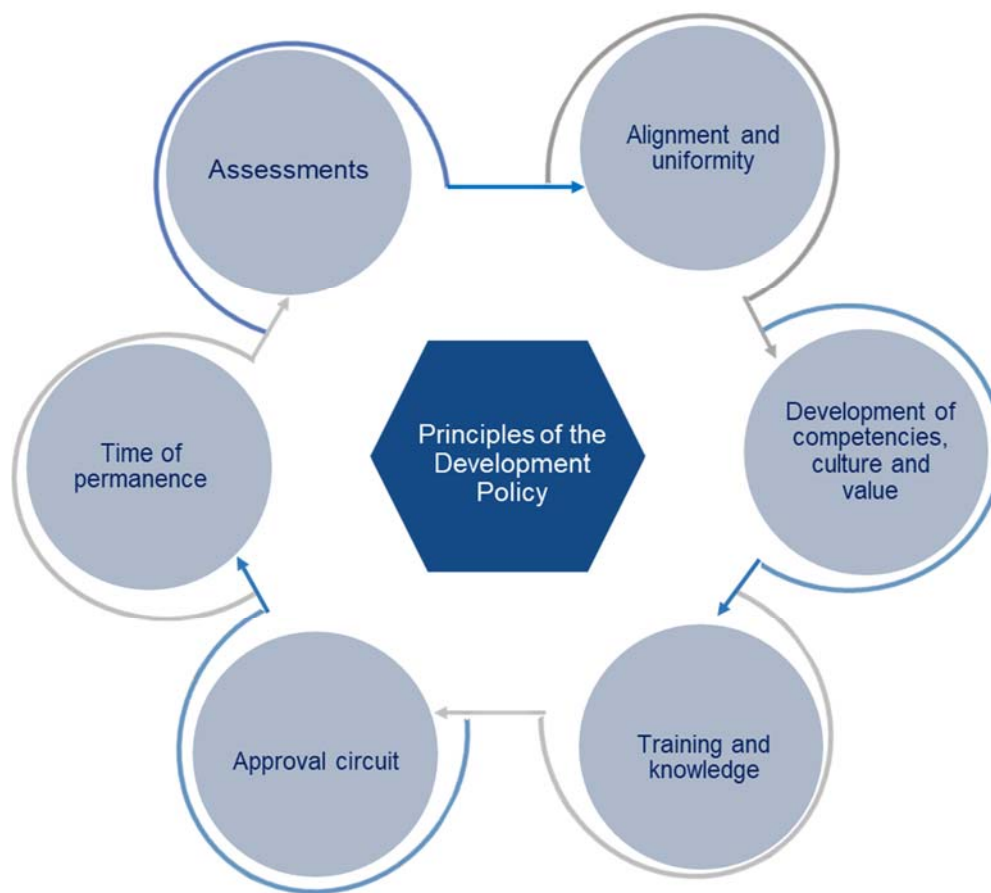 Assessments
Alignment and
uniformity
Development of
competencies,
culture and
value
Training and
knowledge
Approval circuit
Time of
permanence
Principles of the
Development
Policy